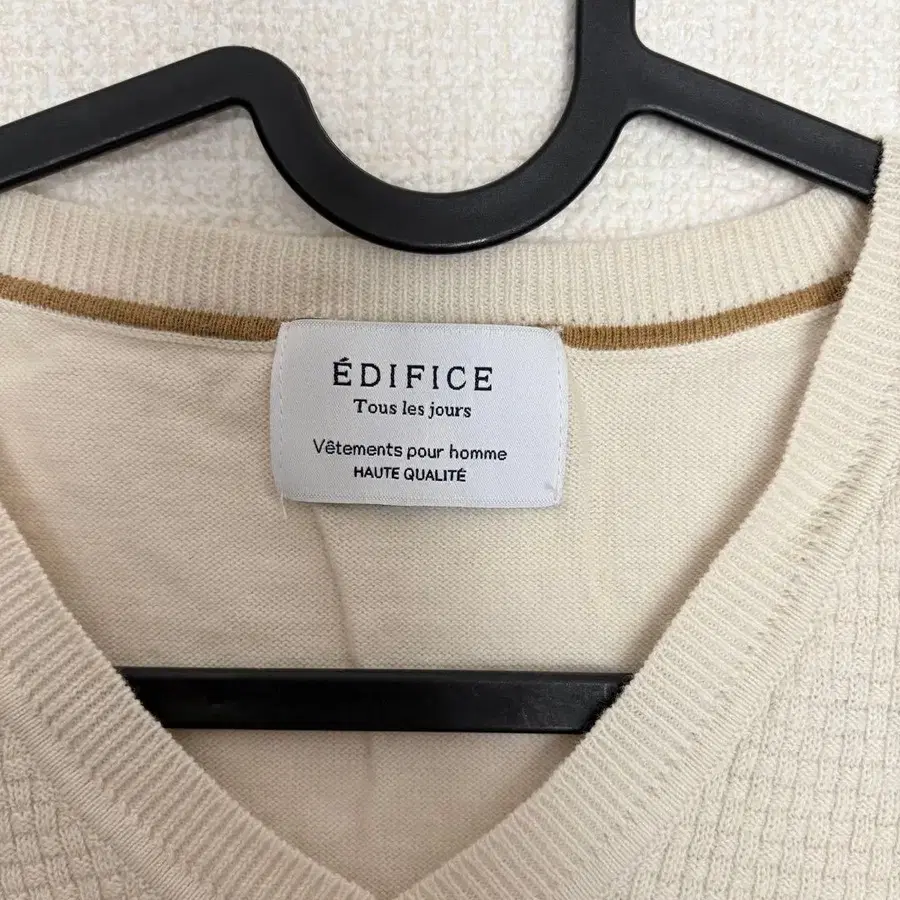 ÉDIFICE
Tous les jours
Vêtements pour homme
HAUTE QUALITÉ